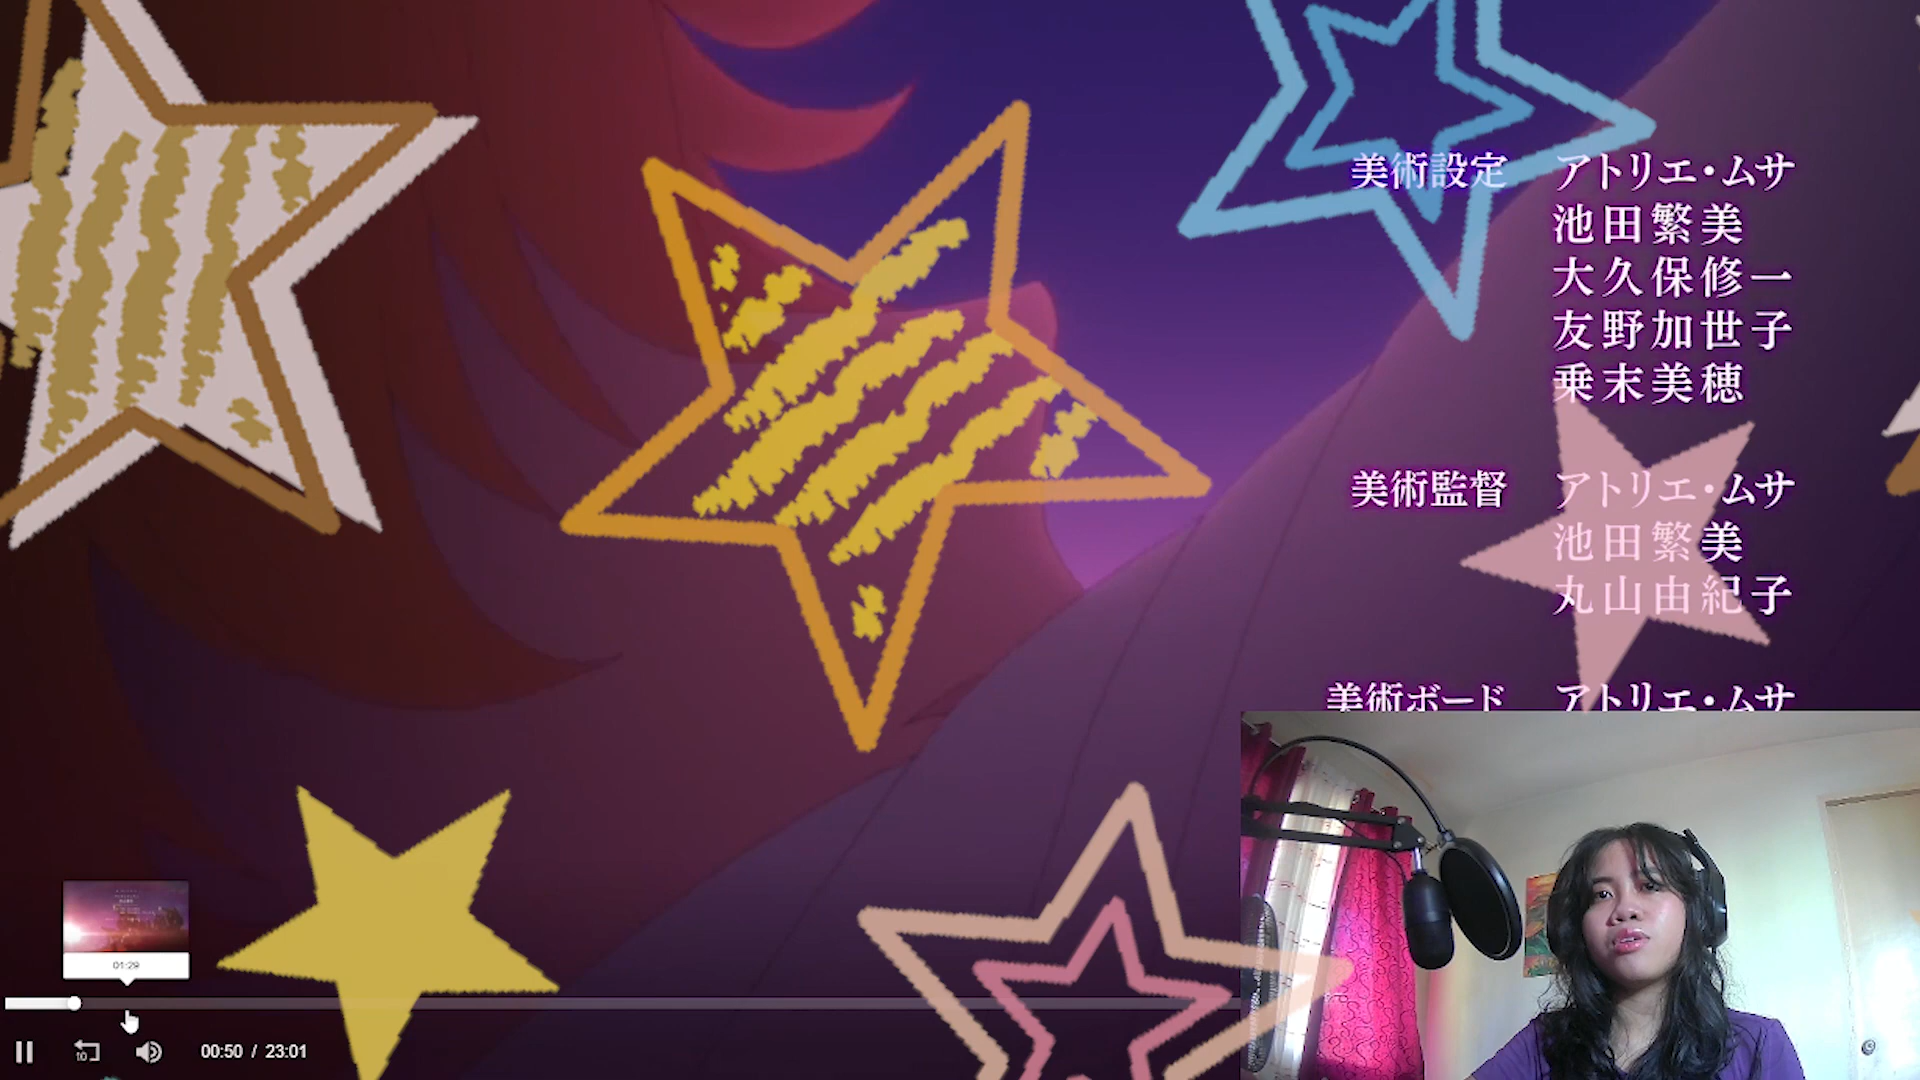 美術設定 アトリエ・ムサ
池田繁美
大久保修一
友野加世子
乗末美穂
美術監督 アトリエ・ムサ
池田繁美
丸山由紀子
美術ボード アトリエ・ムサ
01:29
10
00:50 / 23:01